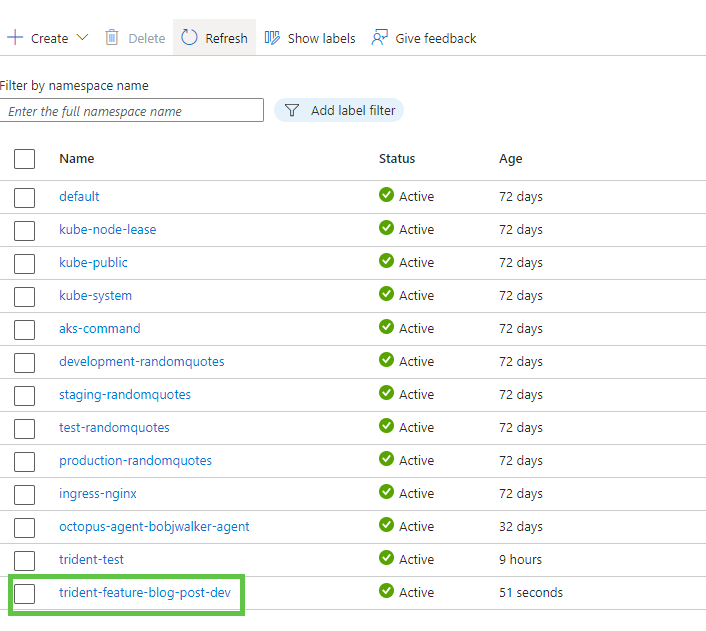 Create Delete Refresh Show labels Give feedback
Filter by namespace name
Enter the full namespace name Add label filter
Name Status Age
default Active 72 days
kube-node-lease Active 72 days
kube-public Active 72 days
kube-system Active 72 days
aks-command Active 72 days
development-randomquotes Active 72 days
staging-randomquotes Active 72 days
test-randomquotes Active 72 days
production-randomquotes Active 72 days
ingress-nginx Active 72 days
octopus-agent-bobjwalker-agent Active 32 days
trident-test Active 9 hours
trident-feature-blog-post-dev Active 51 seconds